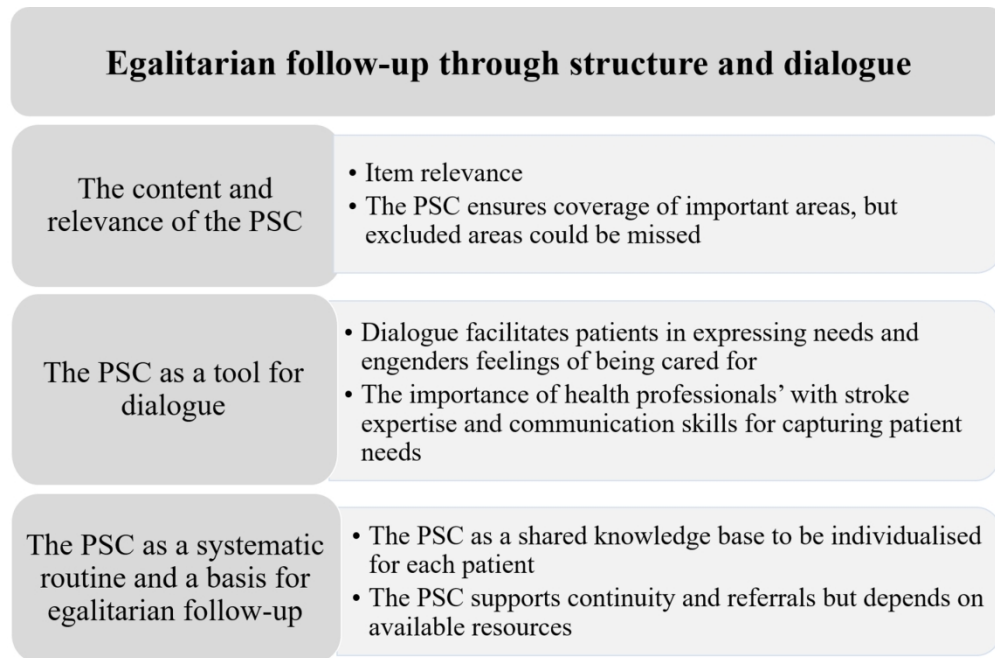 Egalitarian follow-up through structure and dialogue
The content and
relevance of the PSC
• Item relevance
• The PSC ensures coverage of important areas, but
excluded areas could be missed
The PSC as a tool for
dialogue
• Dialogue facilitates patients in expressing needs and
engenders feelings of being cared for
• The importance of health professionals’ with stroke
expertise and communication skills for capturing patient
needs
The PSC as a systematic
routine and a basis for
egalitarian follow-up
• The PSC as a shared knowledge base to be individualised
for each patient
• The PSC supports continuity and referrals but depends on
available resources